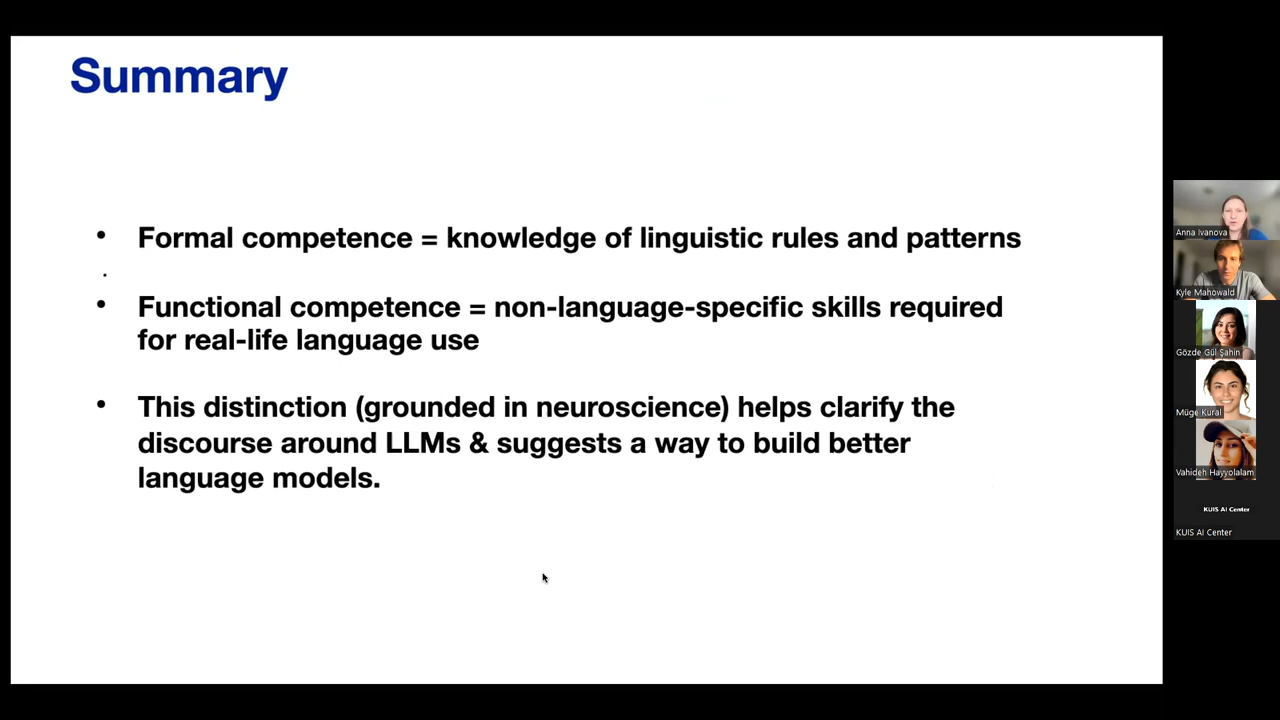 Summary
• Formal competence = knowledge of linguistic rules and patterns
•
• Functional competence = non-language-specific skills required
for real-life language use
• This distinction (grounded in neuroscience) helps clarify the
discourse around LLMs & suggests a way to build better
language models.
Anna Ivanova
Kyle Mahowald
Gözde Gül Şahin
Müge Kural
Vahideh Hayyolalam
KUIS AI Center
KUIS AI Center